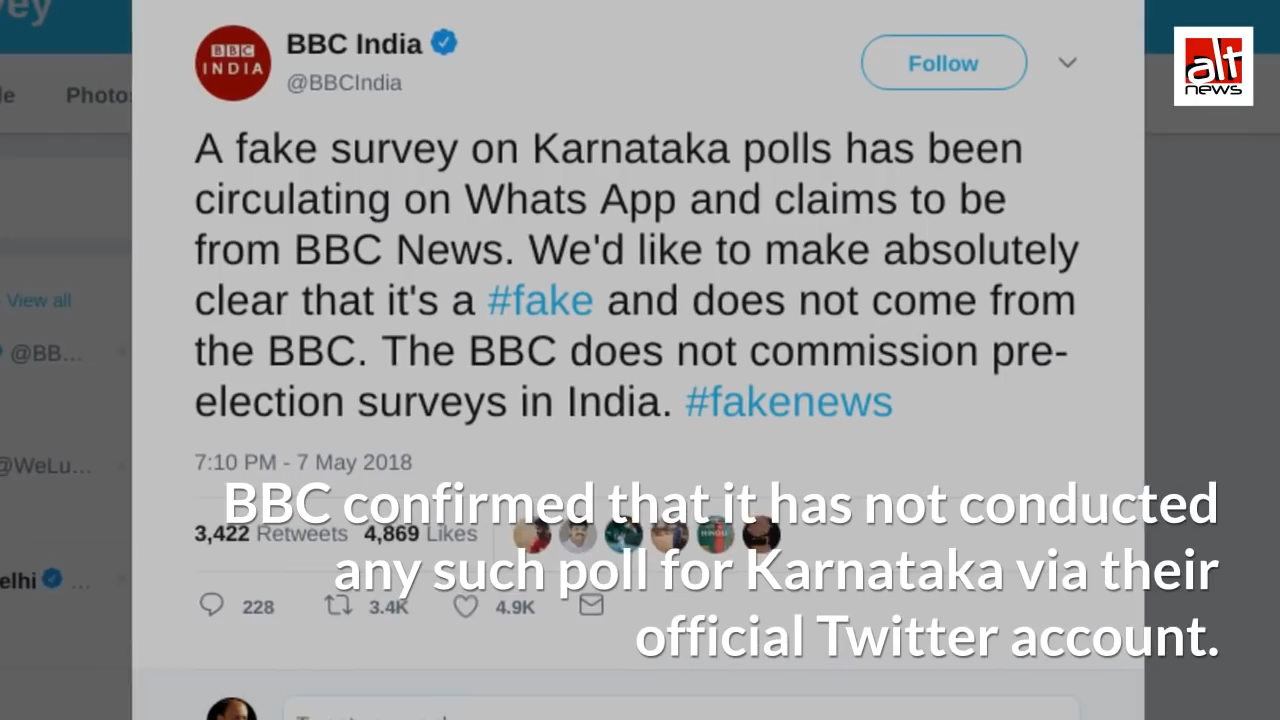 vey
BBC
INDIA
BBC India
@BBCIndia
Follow
alt
news
le
Photo
A fake survey on Karnataka polls has been
circulating on Whats App and claims to be
from BBC News. We'd like to make absolutely
clear that it's a #fake and does not come from
the BBC. The BBC does not commission pre-
election surveys in India. #fakenews
View all
@BB...
@WeLu...
elhi ...
7:10 PM - 7 May 2018
3,422 Retweets 4,869 Likes
228 3.4K 4.9K
BBC confirmed that it has not conducted
any such poll for Karnataka via their
official Twitter account.